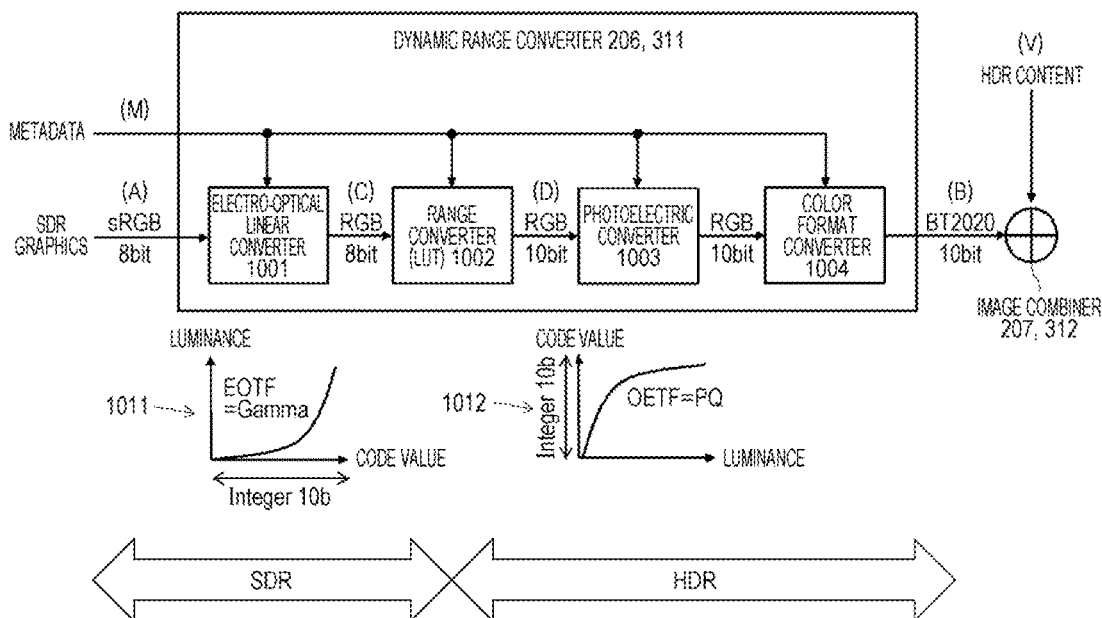 DYNAMIC RANGE CONVERTER 206, 311
(V)
HDR CONTENT
(M)
METADATA
(A)
SDR
GRAPHICS
sRGB
8bit
ELECTRO-OPTICAL
LINEAR
CONVERTER
1001
(C)
RGB
8bit
RANGE
CONVERTER
(LUT) 1002
(D)
RGB
10bit
PHOTOELECTRIC
CONVERTER
1003
RGB
10bit
COLOR
FORMAT
CONVERTER
1004
(B)
BT2020
10bit
IMAGE COMBINER
207, 312
LUMINANCE
1011
EOTF
=Gamma
CODE VALUE
Integer 10b
CODE VALUE
1012
Integer 10b
OETF=PQ
LUMINANCE
SDR
HDR